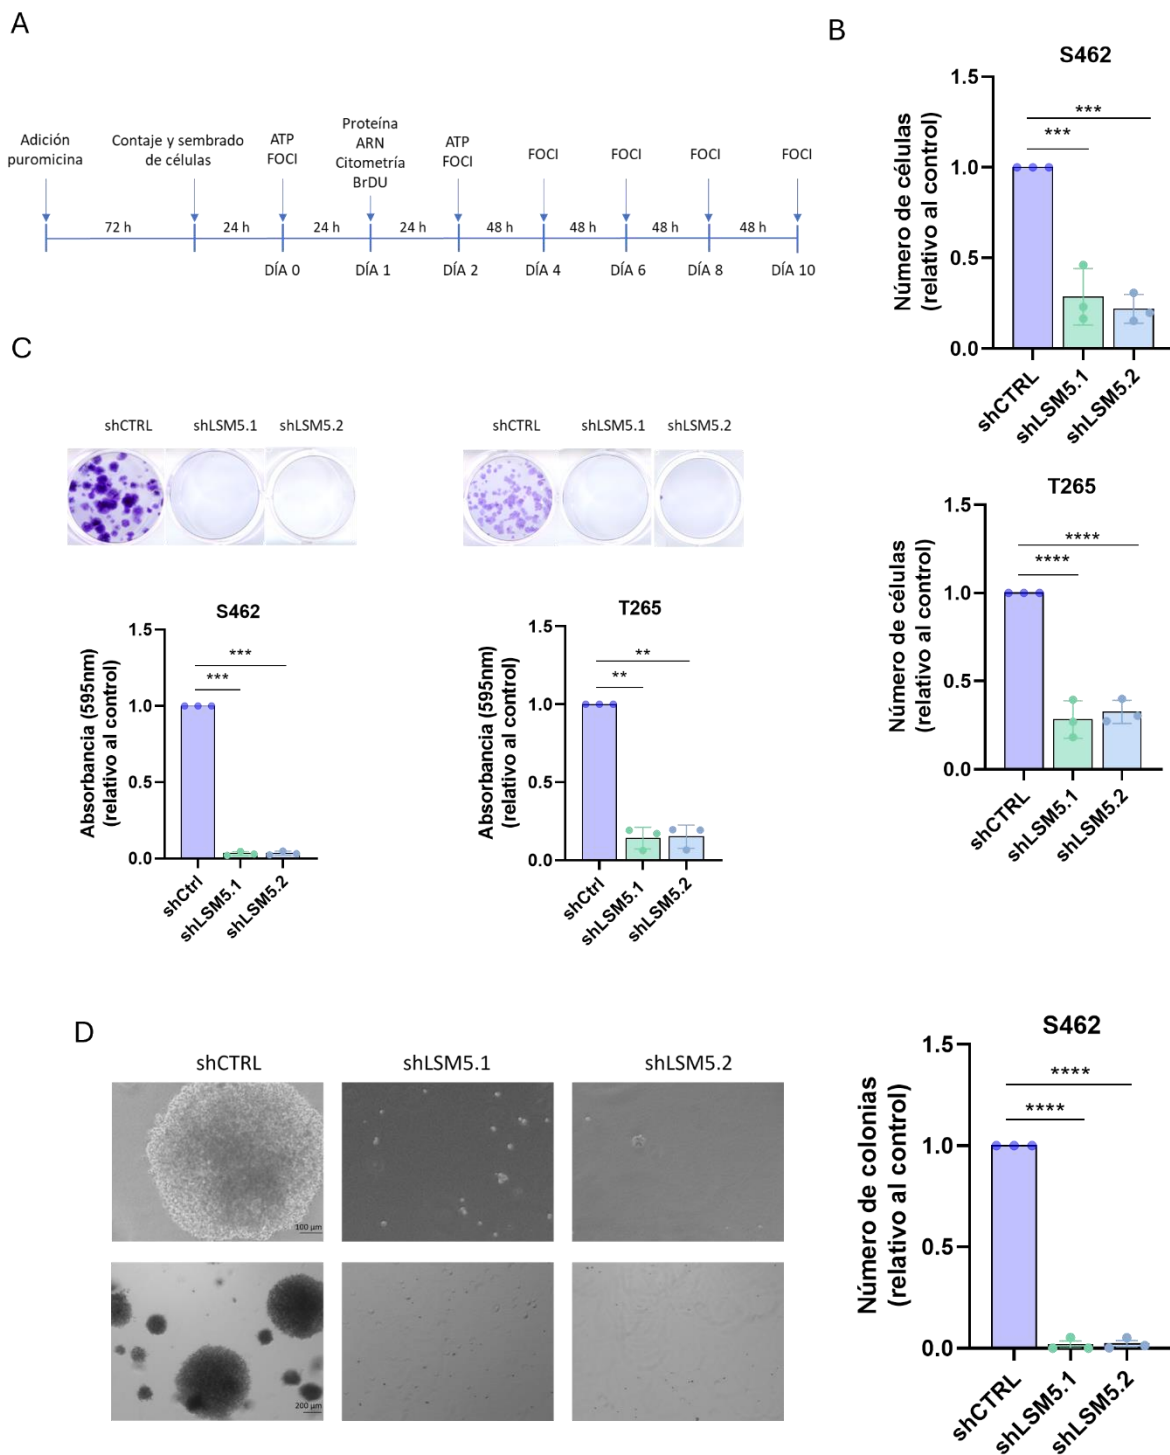 A
Adición
puromicina
Contaje y sembrado
de células
ATP
FOCI
Proteína
ARN
Citometría
BrDU
ATP
FOCI
FOCI
FOCI
FOCI
FOCI
72 h
24 h
24 h
24 h
48 h
48 h
48 h
48 h
DÍA 0
DÍA 1
DÍA 2
DÍA 4
DÍA 6
DÍA 8
DÍA 10
B
S462
Número de células
(relativo al control)
1.5
1.0
0.5
0.0
***
***
shCTRL
shLSM5.1
shLSM5.2
T265
Número de células
(relativo al control)
1.5
1.0
0.5
0.0
****
****
shCTRL
shLSM5.1
shLSM5.2
C
shCTRL
shLSM5.1
shLSM5.2
shCTRL
shLSM5.1
shLSM5.2
S462
Absorbancia (595nm)
(relativo al control)
1.5
1.0
0.5
0.0
***
***
shCtrl
shLSM5.1
shLSM5.2
T265
Absorbancia (595nm)
(relativo al control)
1.5
1.0
0.5
0.0
**
**
shCtrl
shLSM5.1
shLSM5.2
D
shCTRL
shLSM5.1
shLSM5.2
100 µm
200 µm
S462
Número de colonias
(relativo al control)
1.5
1.0
0.5
0.0
****
****
shCTRL
shLSM5.1
shLSM5.2